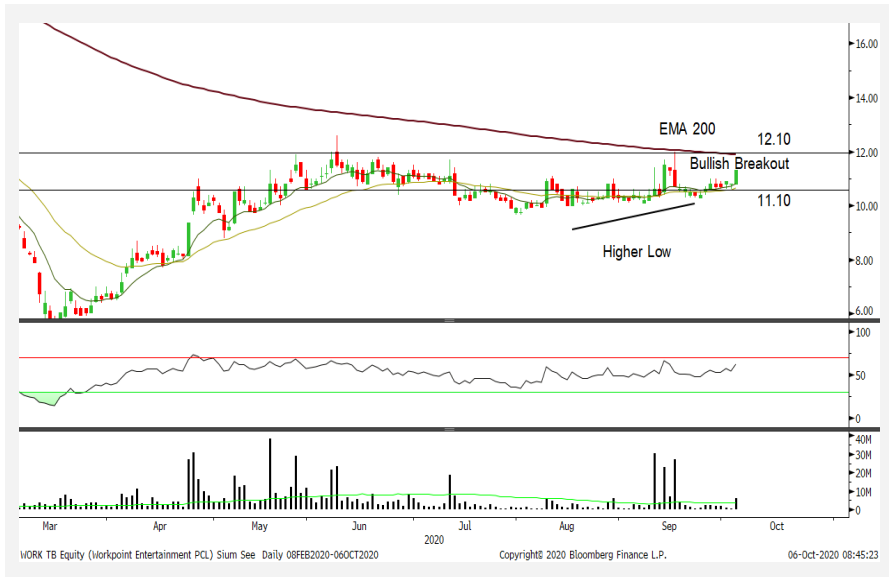 16.00
14.00
EMA 200
12.10
12.00
Bullish Breakout
11.10
10.00
Higher Low
8.00
6.00
100
50
0
40M
30M
20M
10M
0
Mar Apr May Jun Jul Aug Sep Oct
2020
WORK TB Equity (Workpoint Entertainment PCL) Sium See Daily 08FEB2020-06OCT2020 Copyright© 2020 Bloomberg Finance L.P. 06-Oct-2020 08:45:23